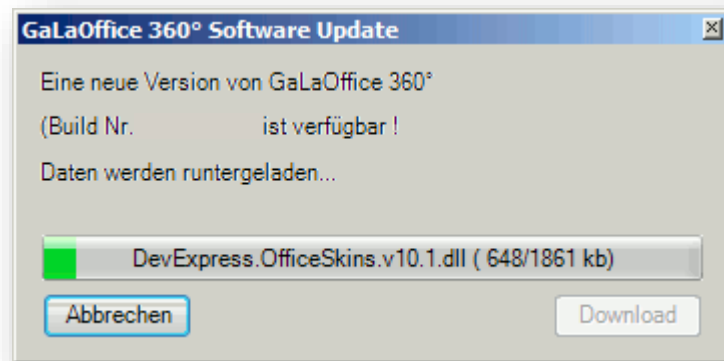 GaLaOffice 360° Software Update
Eine neue Version von GaLaOffice 360°
(Build Nr. ist verfügbar !
Daten werden runtergeladen...
DevExpress.OfficeSkins.v10.1.dll ( 648/1861 kb)
Abbrechen Download